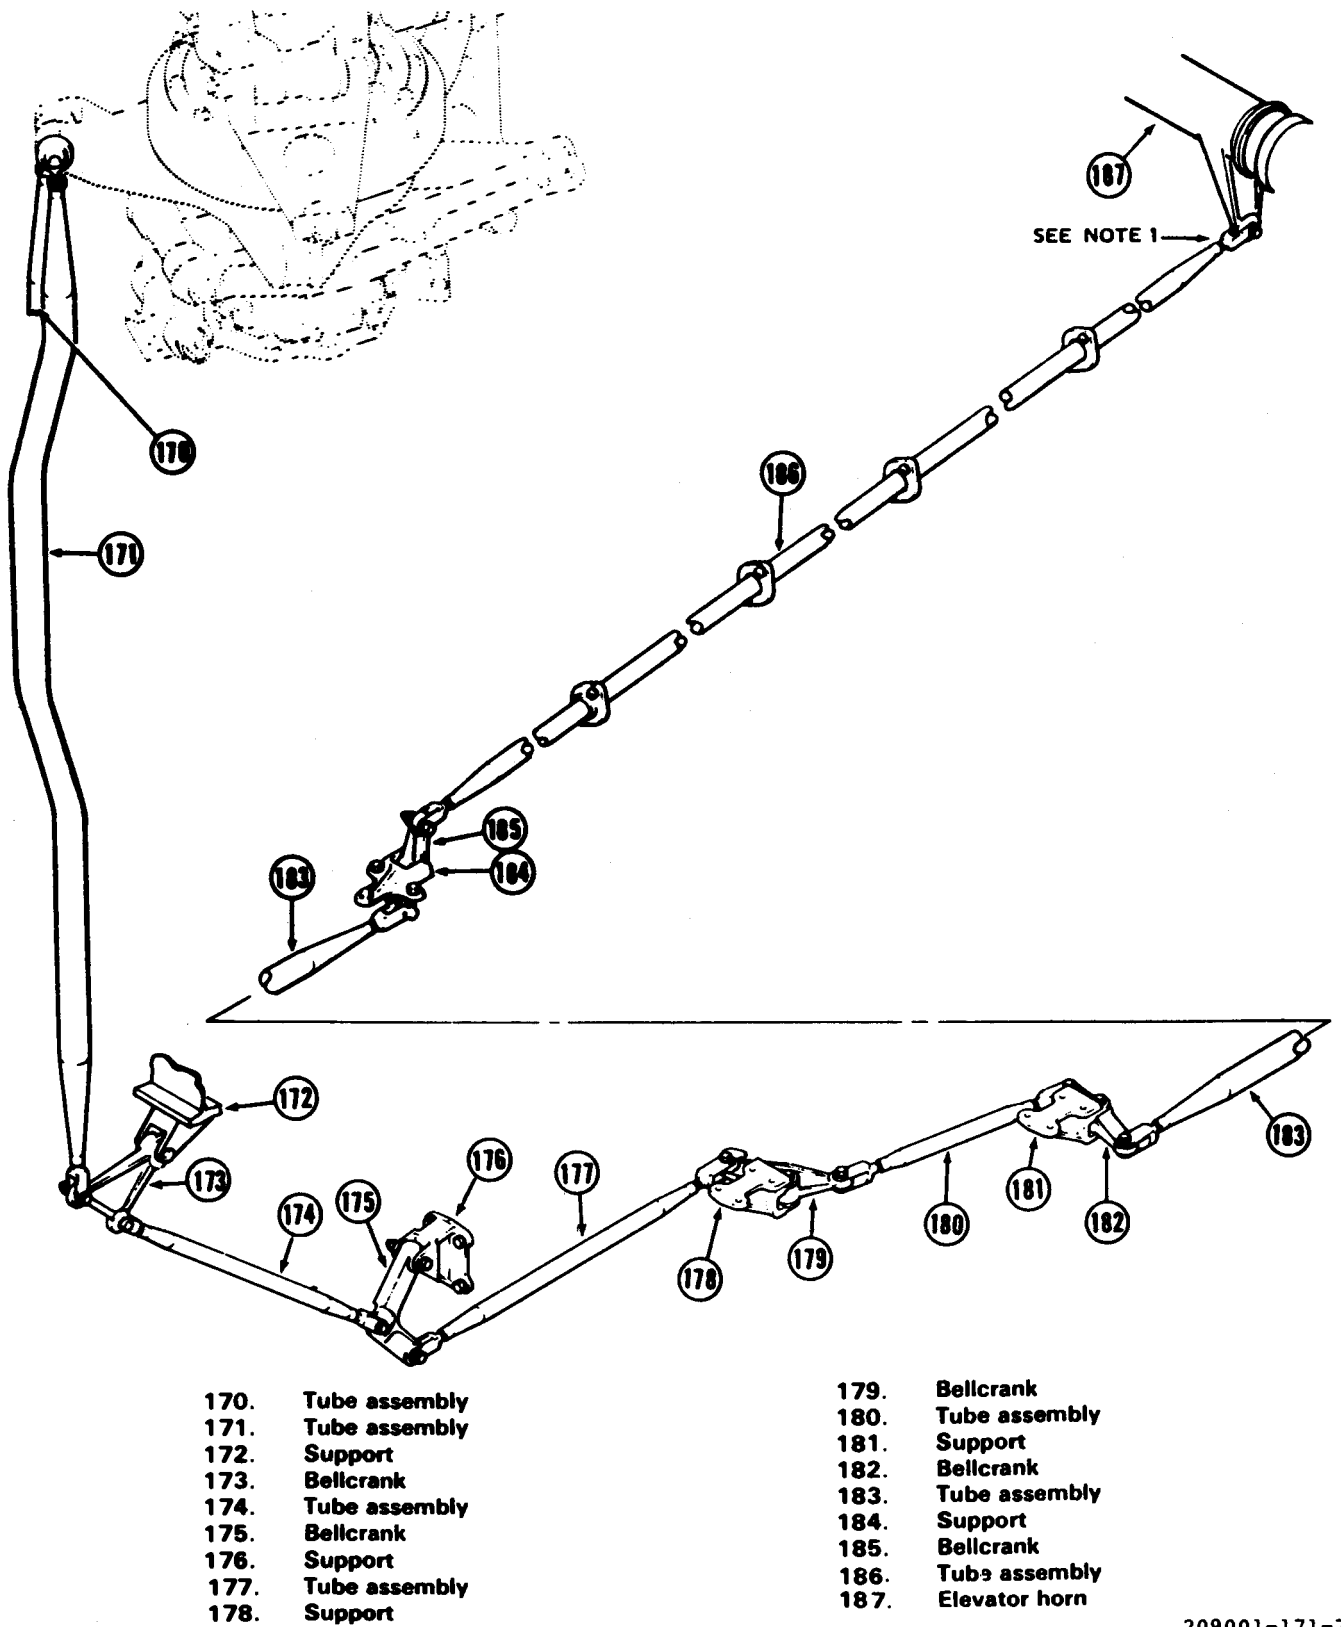 187
SEE NOTE 1
170
186
171
185
184
183
172
176
173
175
177
174
183
181
180
182
179
178
170. Tube assembly
171. Tube assembly
172. Support
173. Bellcrank
174. Tube assembly
175. Bellcrank
176. Support
177. Tube assembly
178. Support
179. Bellcrank
180. Tube assembly
181. Support
182. Bellcrank
183. Tube assembly
184. Support
185. Bellcrank
186. Tube assembly
187. Elevator horn
209001-171-